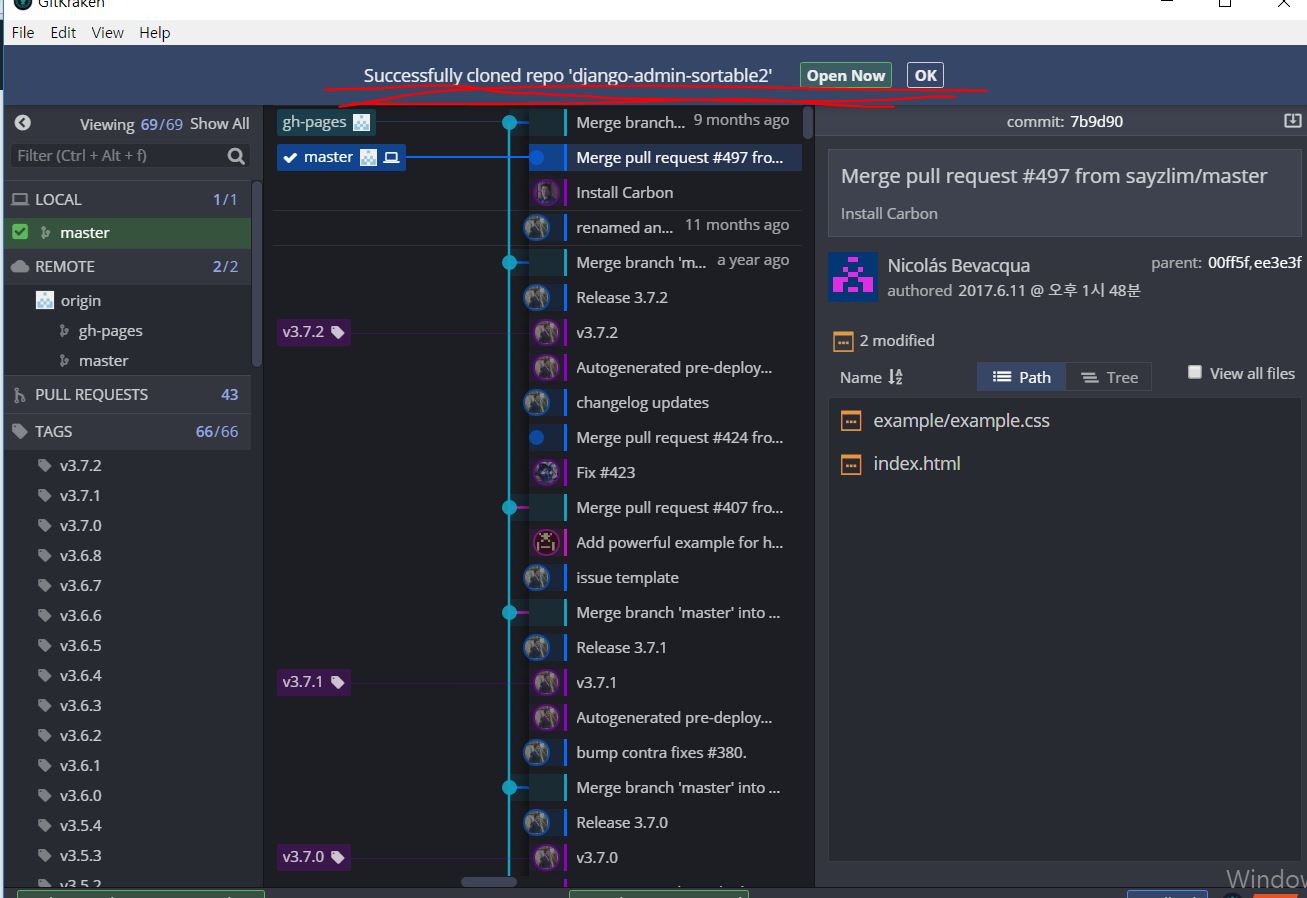 GitKraken
File Edit View Help
Successfully cloned repo 'django-admin-sortable2' Open Now OK
Viewing 69/69 Show All
Filter (Ctrl + Alt + f)
LOCAL 1/1
master
REMOTE 2/2
origin
gh-pages
master
PULL REQUESTS 43
TAGS 66/66
v3.7.2
v3.7.1
v3.7.0
v3.6.8
v3.6.7
v3.6.6
v3.6.5
v3.6.4
v3.6.3
v3.6.2
v3.6.1
v3.6.0
v3.5.4
v3.5.3
v3.5.2
gh-pages Merge branch... 9 months ago
master Merge pull request #497 fro...
Install Carbon
renamed an... 11 months ago
Merge branch 'm... a year ago
Release 3.7.2
v3.7.2 v3.7.2
Autogenerated pre-deploy...
changelog updates
Merge pull request #424 fro...
Fix #423
Merge pull request #407 fro...
Add powerful example for h...
issue template
Merge branch 'master' into ...
Release 3.7.1
v3.7.1 v3.7.1
Autogenerated pre-deploy...
bump contra fixes #380.
Merge branch 'master' into ...
Release 3.7.0
v3.7.0 v3.7.0
commit: 7b9d90
Merge pull request #497 from sayzlim/master
Install Carbon
Nicolás Bevacqua parent: 00ff5f,ee3e3f
authored 2017.6.11 @ 오후 1시 48분
2 modified
Name Path Tree View all files
example/example.css
index.html
Window